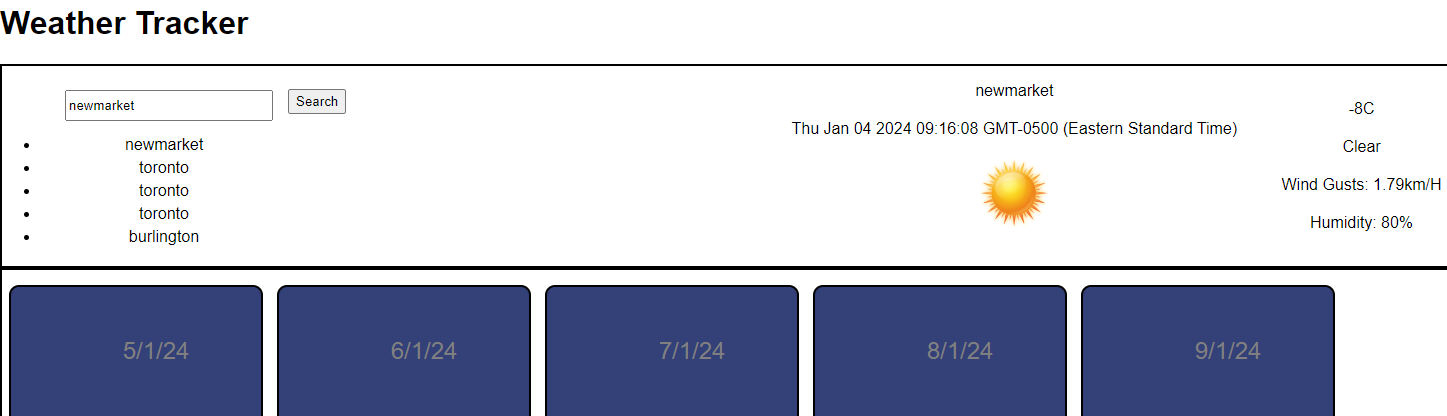 Weather Tracker
newmarket
Search
newmarket
toronto
toronto
toronto
burlington
newmarket
Thu Jan 04 2024 09:16:08 GMT-0500 (Eastern Standard Time)
-8C
Clear
Wind Gusts: 1.79km/H
Humidity: 80%
5/1/24
6/1/24
7/1/24
8/1/24
9/1/24